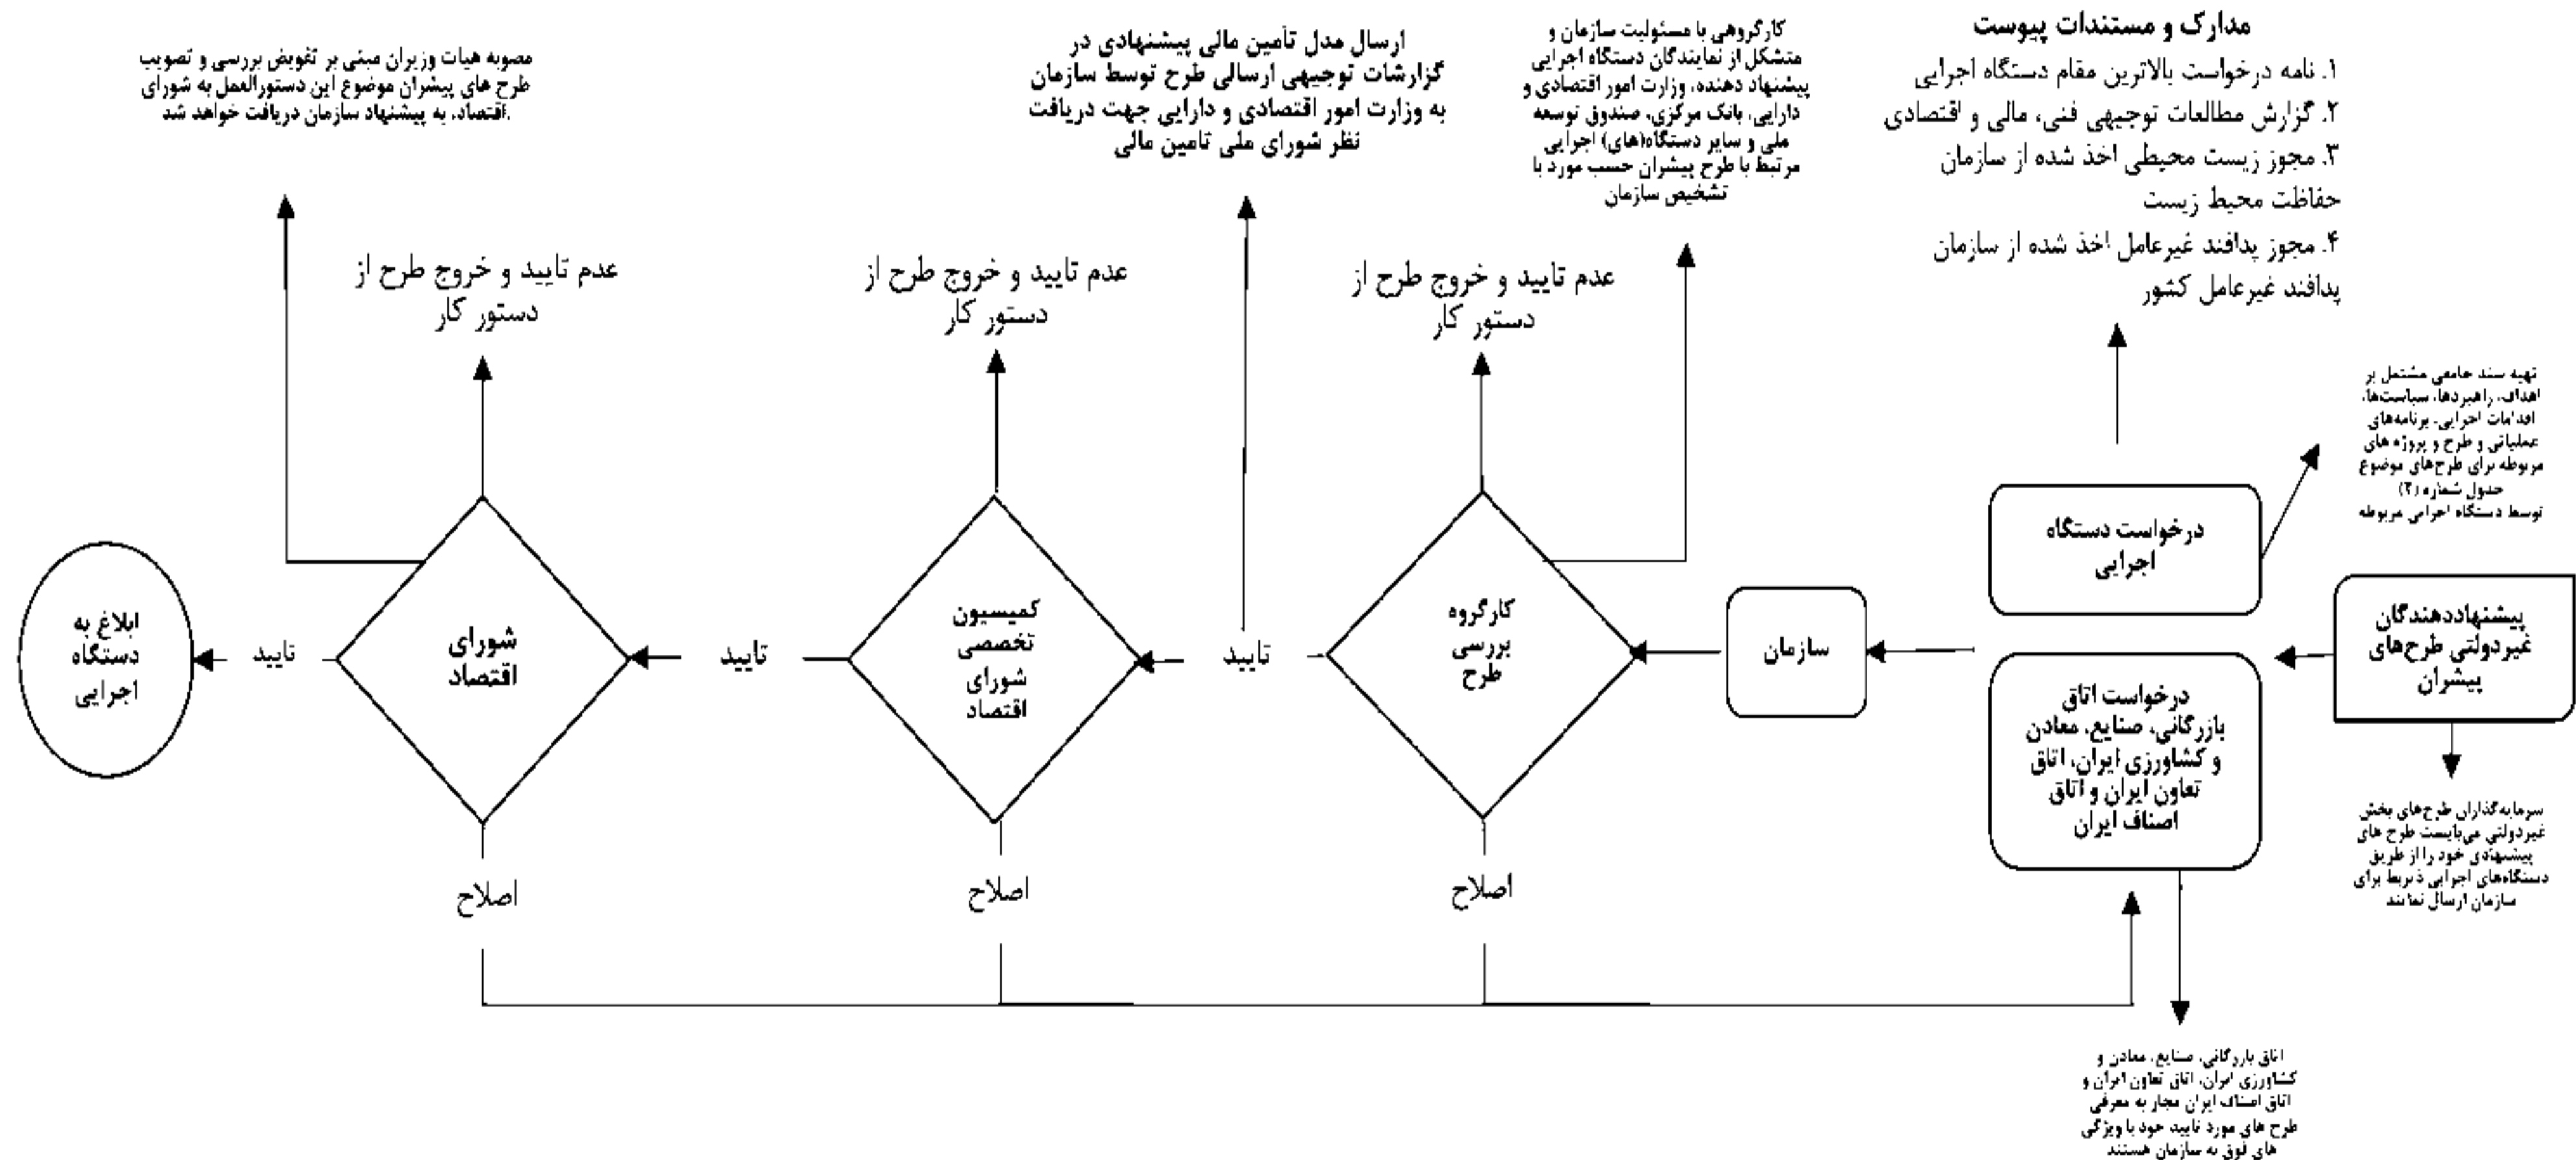 مدارک و مستندات پیوست
۱. نامه درخواست بالاترین مقام دستگاه اجرایی
۲. گزارش مطالعات توجیهی فنی، مالی و اقتصادی
۳. مجوز زیست محیطی اخذ شده از سازمان
حفاظت محیط زیست
۴. مجوز پدافند غیرعامل اخذ شده از سازمان
پدافند غیرعامل کشور
تهیه سند جامعی مشتمل بر
اهداف، راهبردها، سیاست‌ها،
اقدامات اجرایی، برنامه‌های
عملیاتی و طرح و پروژه های
مربوطه برای طرح‌های موضوع
جدول شماره (۲)
توسط دستگاه اجرایی مربوطه
پیشنهاددهندگان
غیردولتی طرح‌های
پیشران
سرمایه‌گذاران طرح‌های بخش
غیردولتی می‌بایست طرح های
پیشنهادی خود را از طریق
دستگاه‌های اجرایی ذیربط برای
سازمان ارسال نمایند
درخواست دستگاه
اجرایی
درخواست اتاق
بازرگانی، صنایع، معادن
و کشاورزی ایران، اتاق
تعاون ایران و اتاق
اصناف ایران
اتاق بازرگانی، صنایع، معادن و
کشاورزی ایران، اتاق تعاون ایران و
اتاق اصناف ایران مجاز به معرفی
طرح های مورد تایید خود با ویژگی
های فوق به سازمان هستند
سازمان
کارگروهی با مسئولیت سازمان و
متشکل از نمایندگان دستگاه اجرایی
پیشنهاد دهنده، وزارت امور اقتصادی و
دارایی، بانک مرکزی، صندوق توسعه
ملی و سایر دستگاه(های) اجرایی
مرتبط با طرح پیشران حسب مورد با
تشخیص سازمان
عدم تایید و خروج طرح از
دستور کار
کارگروه
بررسی
طرح
اصلاح
تایید
ارسال مدل تأمین مالی پیشنهادی در
گزارشات توجیهی ارسالی طرح توسط سازمان
به وزارت امور اقتصادی و دارایی جهت دریافت
نظر شورای ملی تامین مالی
عدم تایید و خروج طرح از
دستور کار
کمیسیون
تخصصی
شورای
اقتصاد
اصلاح
تایید
مصوبه هیات وزیران مبنی بر تفویض بررسی و تصویب
طرح های پیشران موضوع این دستورالعمل به شورای
اقتصاد، به پیشنهاد سازمان دریافت خواهد شد.
عدم تایید و خروج طرح از
دستور کار
شورای
اقتصاد
اصلاح
تایید
ابلاغ به
دستگاه
اجرایی